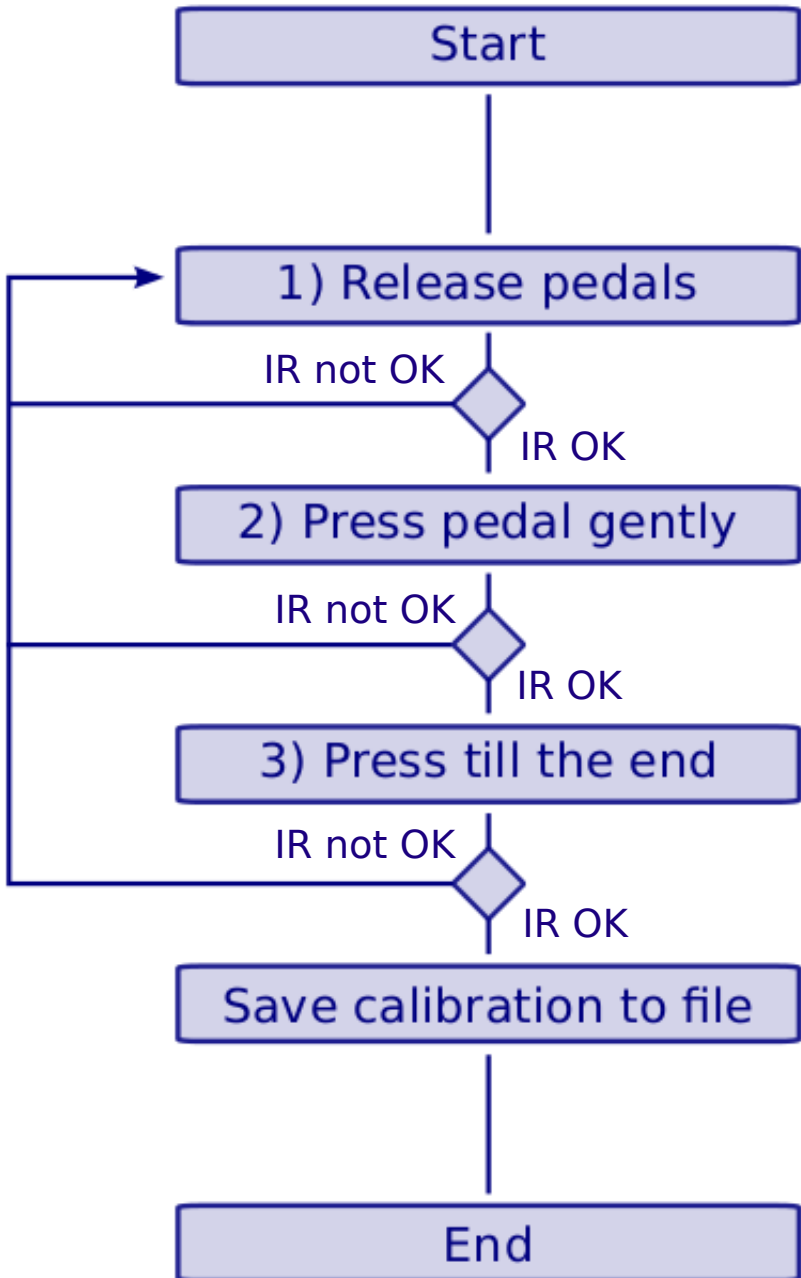 Start
1) Release pedals
IR not OK
IR OK
2) Press pedal gently
IR not OK
IR OK
3) Press till the end
IR not OK
IR OK
Save calibration to file
End